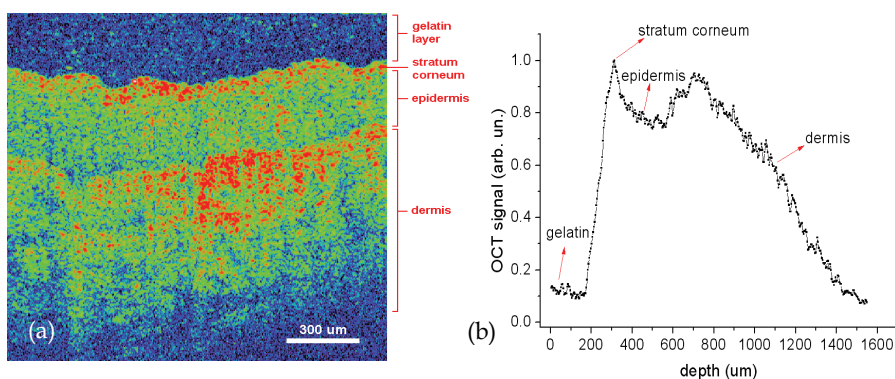 gelatin
layer
stratum
corneum
epidermis
dermis
(a)
300 um
(b)
OCT signal (arb. un.)
1.0
0.8
0.6
0.4
0.2
0.0
stratum corneum
epidermis
dermis
gelatin
0 200 400 600 800 1000 1200 1400 1600
depth (um)